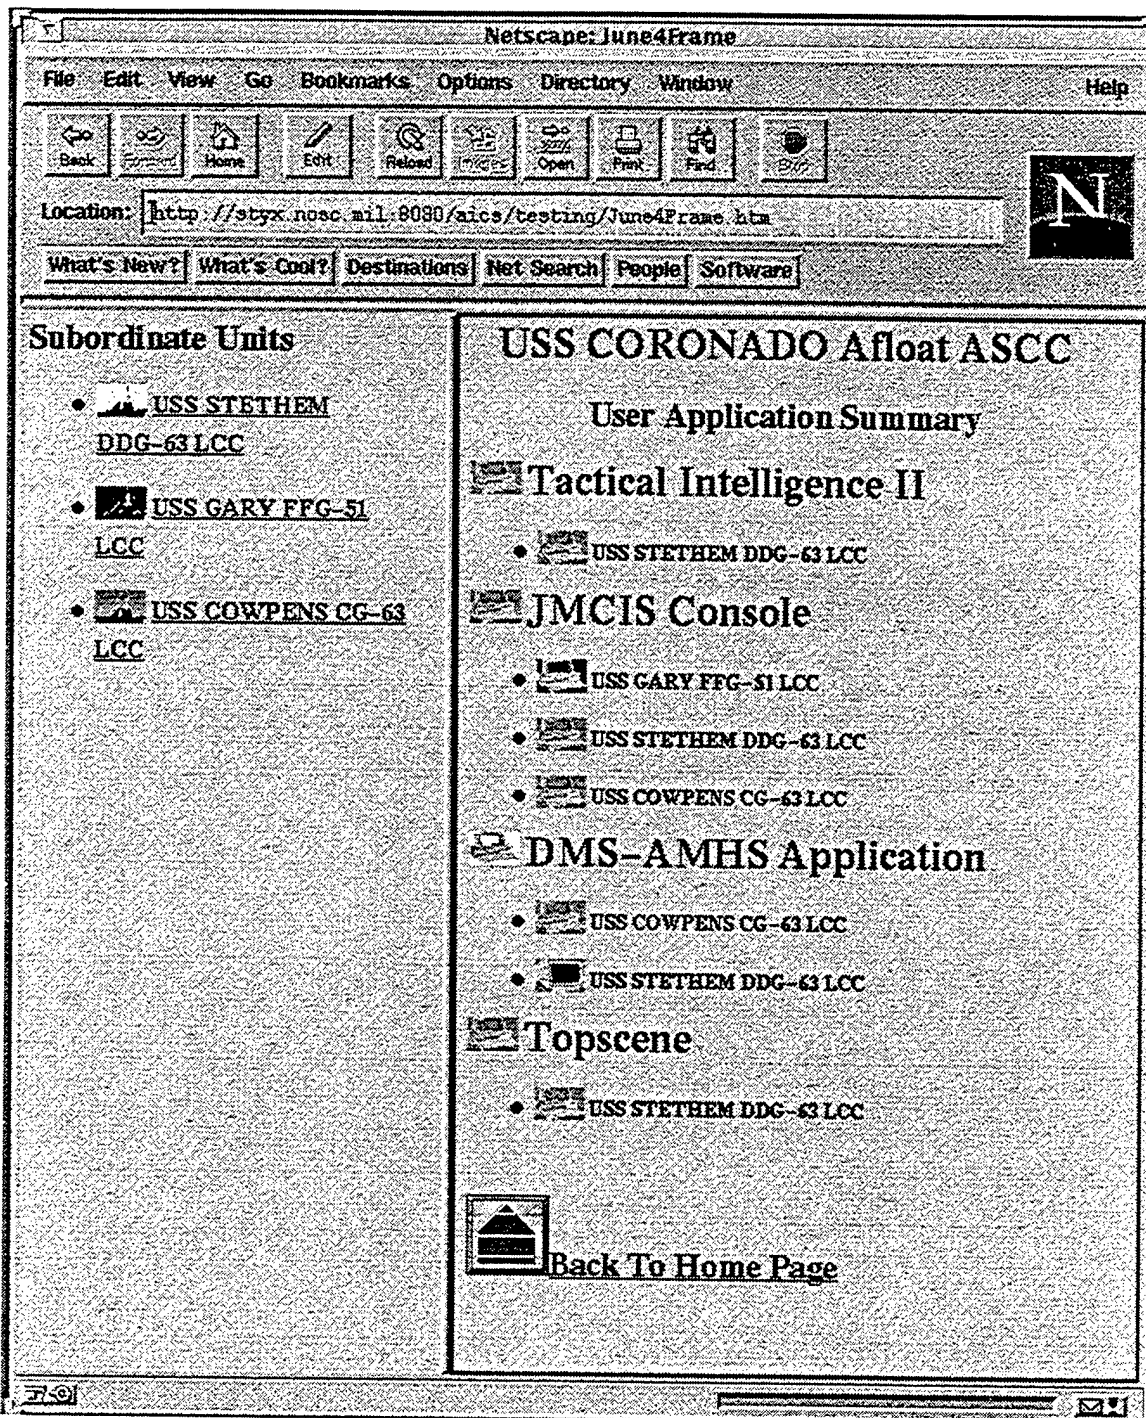 Netscape: June4Frame
File Edit View Go Bookmarks Options Directory Window Help
Back Forward Home Edit Reload Images Open Print Find Stop
Location: http://styx.nosc.mil:8080/aics/testing/June4Frame.htm
What's New? What's Cool? Destinations Net Search People Software
Subordinate Units
USS STETHEM
DDG-63 LCC
USS GARY FFG-51
LCC
USS COWPENS CG-63
LCC
USS CORONADO Afloat ASCC
User Application Summary
Tactical Intelligence II
USS STETHEM DDG-63 LCC
JMCIS Console
USS GARY FFG-51 LCC
USS STETHEM DDG-63 LCC
USS COWPENS CG-63 LCC
DMS-AMHS Application
USS COWPENS CG-63 LCC
USS STETHEM DDG-63 LCC
Topscene
USS STETHEM DDG-63 LCC
Back To Home Page